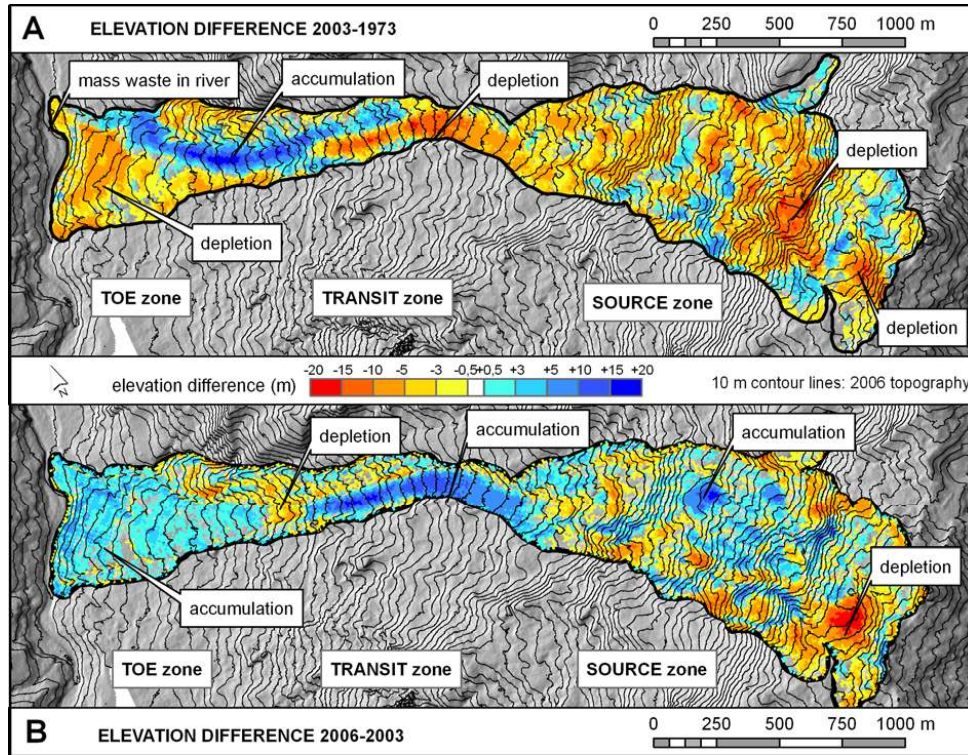 A ELEVATION DIFFERENCE 2003-1973
0 250 500 750 1000 m
mass waste in river
accumulation
depletion
depletion
depletion
depletion
TOE zone
TRANSIT zone
SOURCE zone
N
elevation difference (m)
-20 -15 -10 -5 -3 -0,5 +0,5 +3 +5 +10 +15 +20
10 m contour lines: 2006 topography
depletion
accumulation
accumulation
depletion
accumulation
TOE zone
TRANSIT zone
SOURCE zone
B ELEVATION DIFFERENCE 2006-2003
0 250 500 750 1000 m